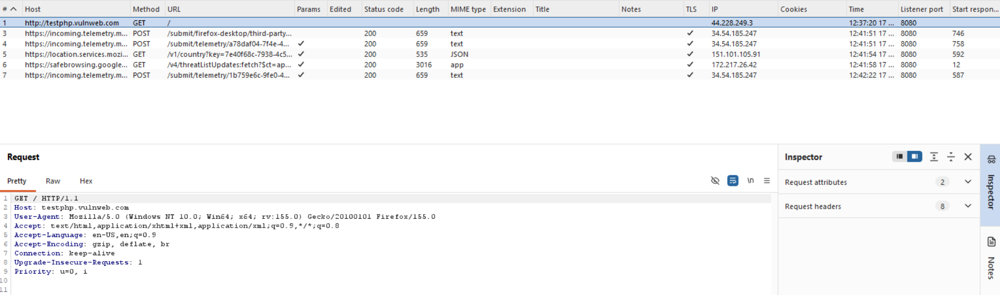 # Host Method URL Params Edited Status code Length MIME type Extension Title Notes TLS IP Cookies Time Listener port Start respon...
1 http://testphp.vulnweb.com GET / 44.228.249.3 12:37:20 17 ... 8080
3 https://incoming.telemetry.m... POST /submit/firefox-desktop/third-party... 200 659 text ✓ 34.54.185.247 12:41:51 17 ... 8080 746
4 https://incoming.telemetry.m... POST /submit/telemetry/a78daf04-7f4e-4... ✓ 200 659 text ✓ 34.54.185.247 12:41:51 17 ... 8080 758
5 https://location.services.mozi... GET /v1/country?key=7e40f68c-7938-4c5... ✓ 200 535 JSON ✓ 151.101.105.91 12:41:54 17 ... 8080 592
6 https://safebrowsing.google... GET /v4/threatListUpdates:fetch?$ct=ap... ✓ 200 3016 app ✓ 172.217.26.42 12:41:58 17 ... 8080 12
7 https://incoming.telemetry.m... POST /submit/telemetry/1b759e6c-9fe0-4... ✓ 200 659 text ✓ 34.54.185.247 12:42:22 17 ... 8080 587
Request
Pretty Raw Hex
\n
1 GET / HTTP/1.1
2 Host: testphp.vulnweb.com
3 User-Agent: Mozilla/5.0 (Windows NT 10.0; Win64; x64; rv:155.0) Gecko/20100101 Firefox/155.0
4 Accept: text/html,application/xhtml+xml,application/xml;q=0.9,*/*;q=0.8
5 Accept-Language: en-US,en;q=0.9
6 Accept-Encoding: gzip, deflate, br
7 Connection: keep-alive
8 Upgrade-Insecure-Requests: 1
9 Priority: u=0, i
10
11
Inspector
Request attributes 2
Request headers 8
Inspector
Notes